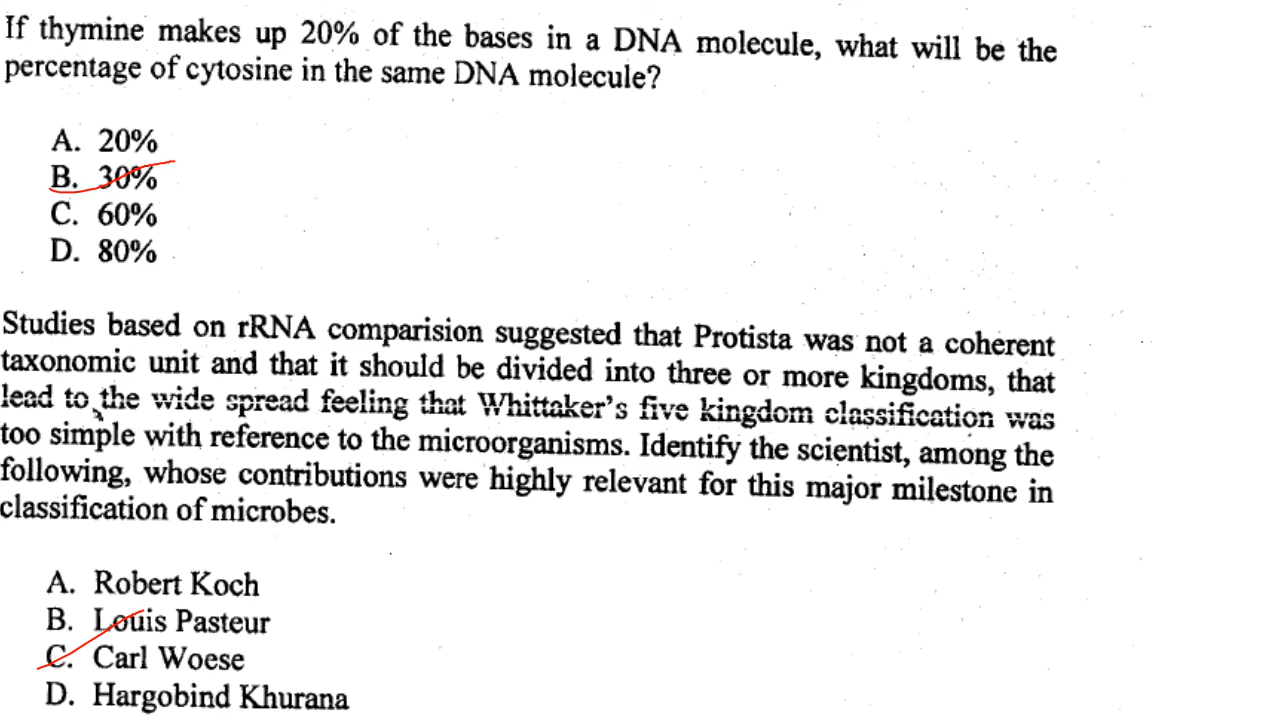 If thymine makes up 20% of the bases in a DNA molecule, what will be the
percentage of cytosine in the same DNA molecule?
A. 20%
B. 30%
C. 60%
D. 80%
Studies based on rRNA comparision suggested that Protista was not a coherent
taxonomic unit and that it should be divided into three or more kingdoms, that
lead to the wide spread feeling that Whittaker's five kingdom classification was
too simple with reference to the microorganisms. Identify the scientist, among the
following, whose contributions were highly relevant for this major milestone in
classification of microbes.
A. Robert Koch
B. Louis Pasteur
C. Carl Woese
D. Hargobind Khurana